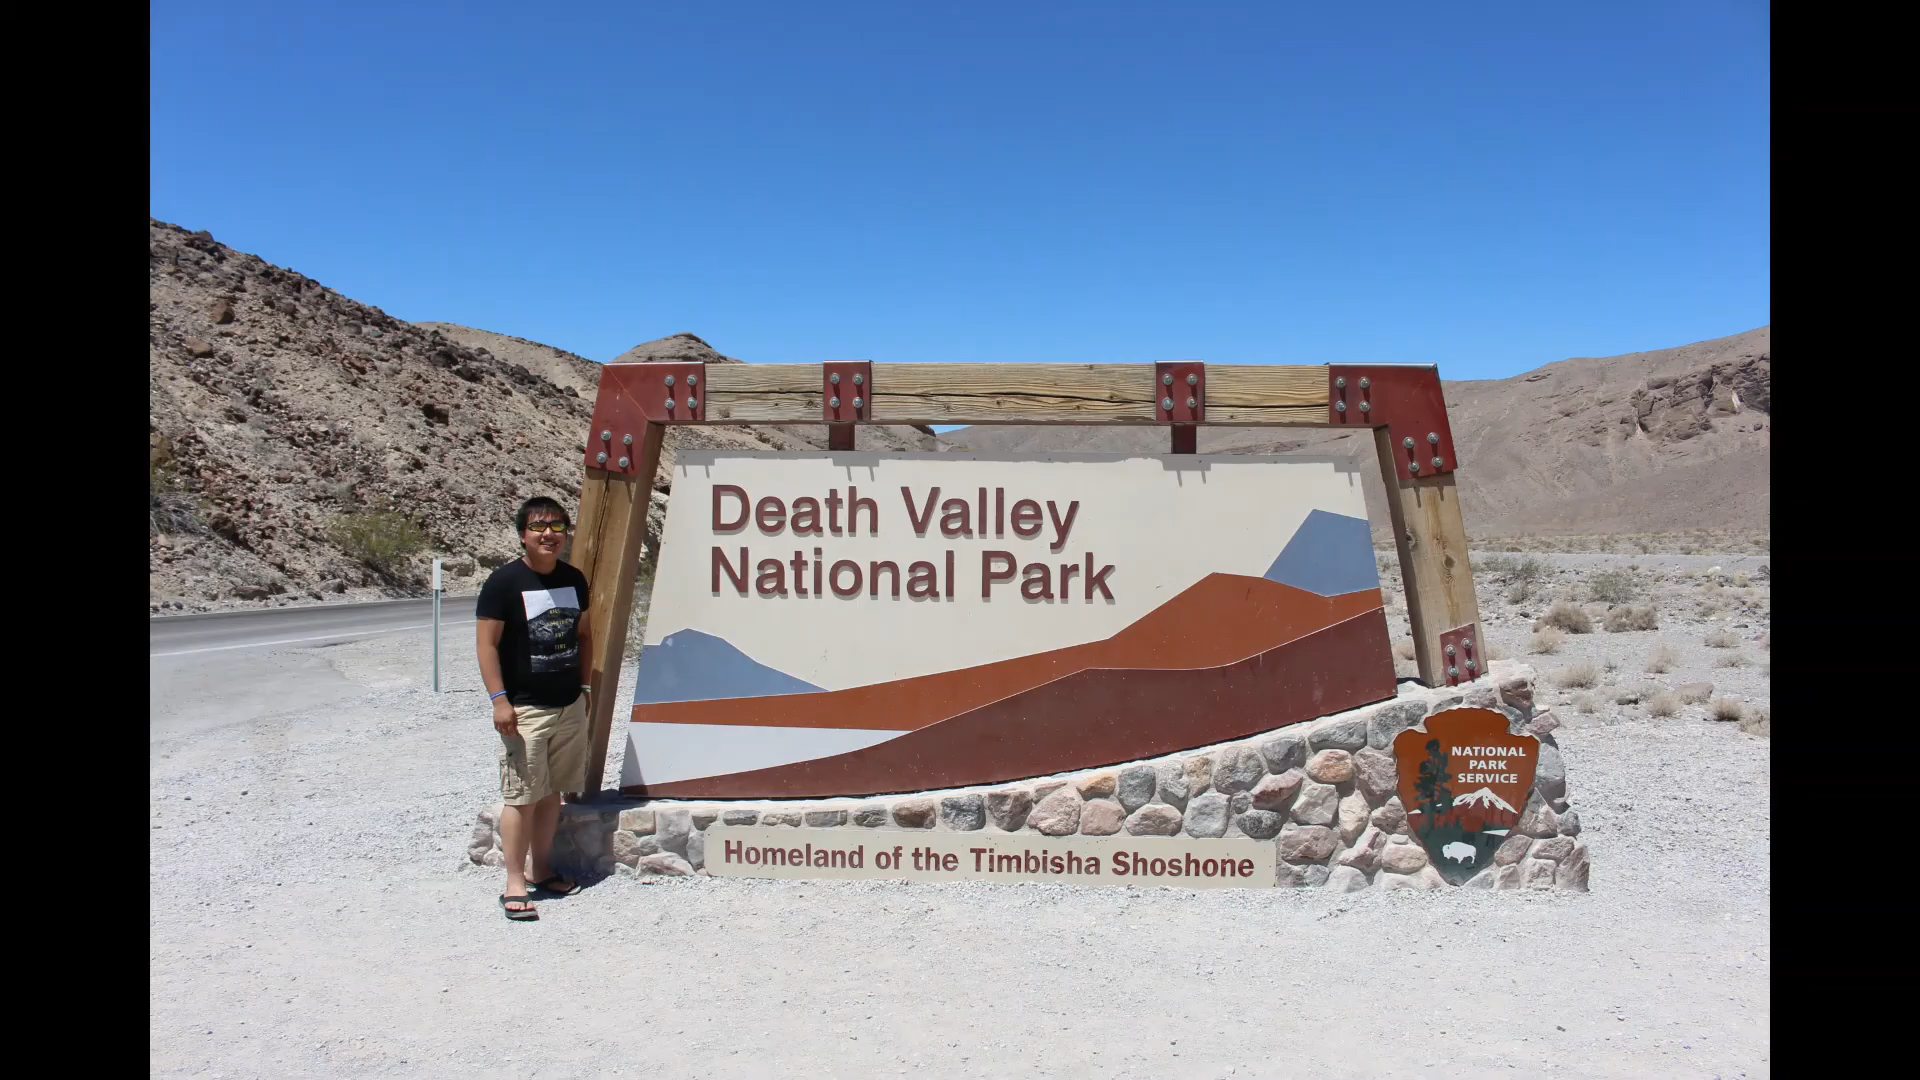 Death Valley
National Park
NATIONAL
PARK
SERVICE
Homeland of the Timbisha Shoshone